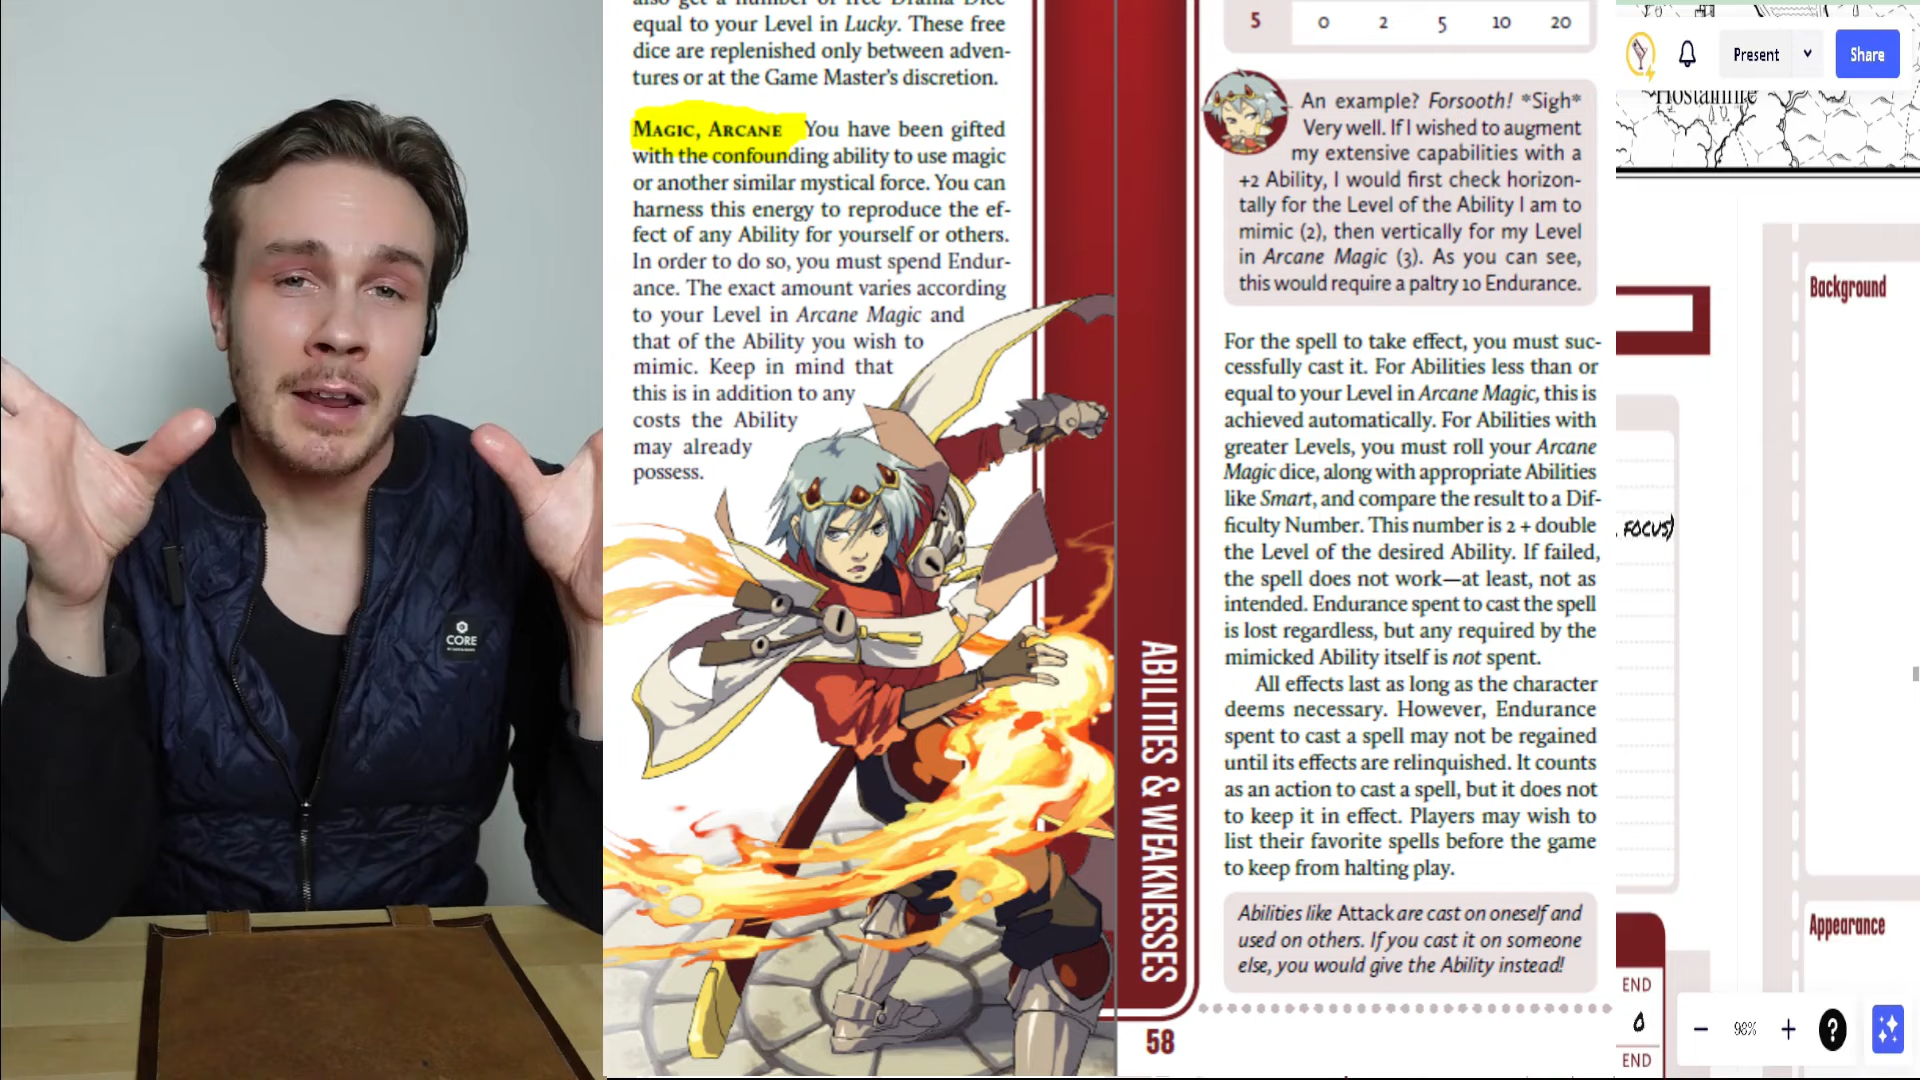 CORE
equal to your Level in Lucky. These free
dice are replenished only between adven-
tures or at the Game Master's discretion.
MAGIC, ARCANE You have been gifted
with the confounding ability to use magic
or another similar mystical force. You can
harness this energy to reproduce the ef-
fect of any Ability for yourself or others.
In order to do so, you must spend Endur-
ance. The exact amount varies according
to your Level in Arcane Magic and
that of the Ability you wish to
mimic. Keep in mind that
this is in addition to any
costs the Ability
may already
possess.
ABILITIES & WEAKNESSES
58
5 0 2 5 10 20
An example? Forsooth! *Sigh*
Very well. If I wished to augment
my extensive capabilities with a
+2 Ability, I would first check horizon-
tally for the Level of the Ability I am to
mimic (2), then vertically for my Level
in Arcane Magic (3). As you can see,
this would require a paltry 10 Endurance.
For the spell to take effect, you must suc-
cessfully cast it. For Abilities less than or
equal to your Level in Arcane Magic, this is
achieved automatically. For Abilities with
greater Levels, you must roll your Arcane
Magic dice, along with appropriate Abilities
like Smart, and compare the result to a Dif-
ficulty Number. This number is 2 + double
the Level of the desired Ability. If failed,
the spell does not work—at least, not as
intended. Endurance spent to cast the spell
is lost regardless, but any required by the
mimicked Ability itself is not spent.
All effects last as long as the character
deems necessary. However, Endurance
spent to cast a spell may not be regained
until its effects are relinquished. It counts
as an action to cast a spell, but it does not
to keep it in effect. Players may wish to
list their favorite spells before the game
to keep from halting play.
Abilities like Attack are cast on oneself and
used on others. If you cast it on someone
else, you would give the Ability instead!
Present
Share
Background
FOCUS)
Appearance
END
0
END
98%
?